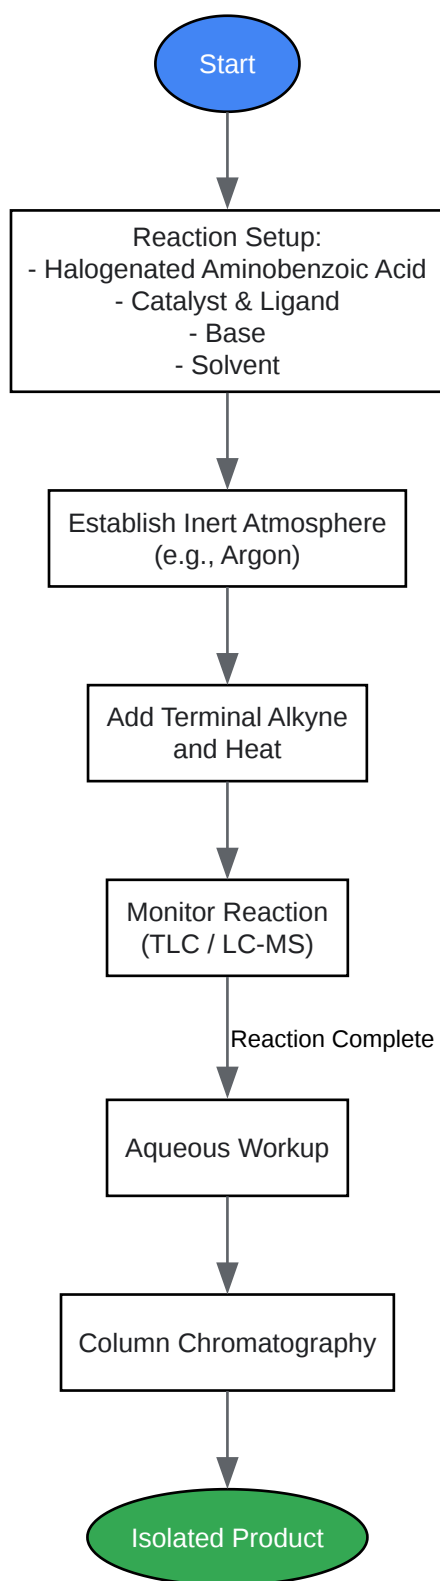 Start
Reaction Setup:
- Halogenated Aminobenzoic Acid
- Catalyst & Ligand
- Base
- Solvent
Establish Inert Atmosphere
(e.g., Argon)
Add Terminal Alkyne
and Heat
Monitor Reaction
(TLC / LC-MS)
Reaction Complete
Aqueous Workup
Column Chromatography
Isolated Product